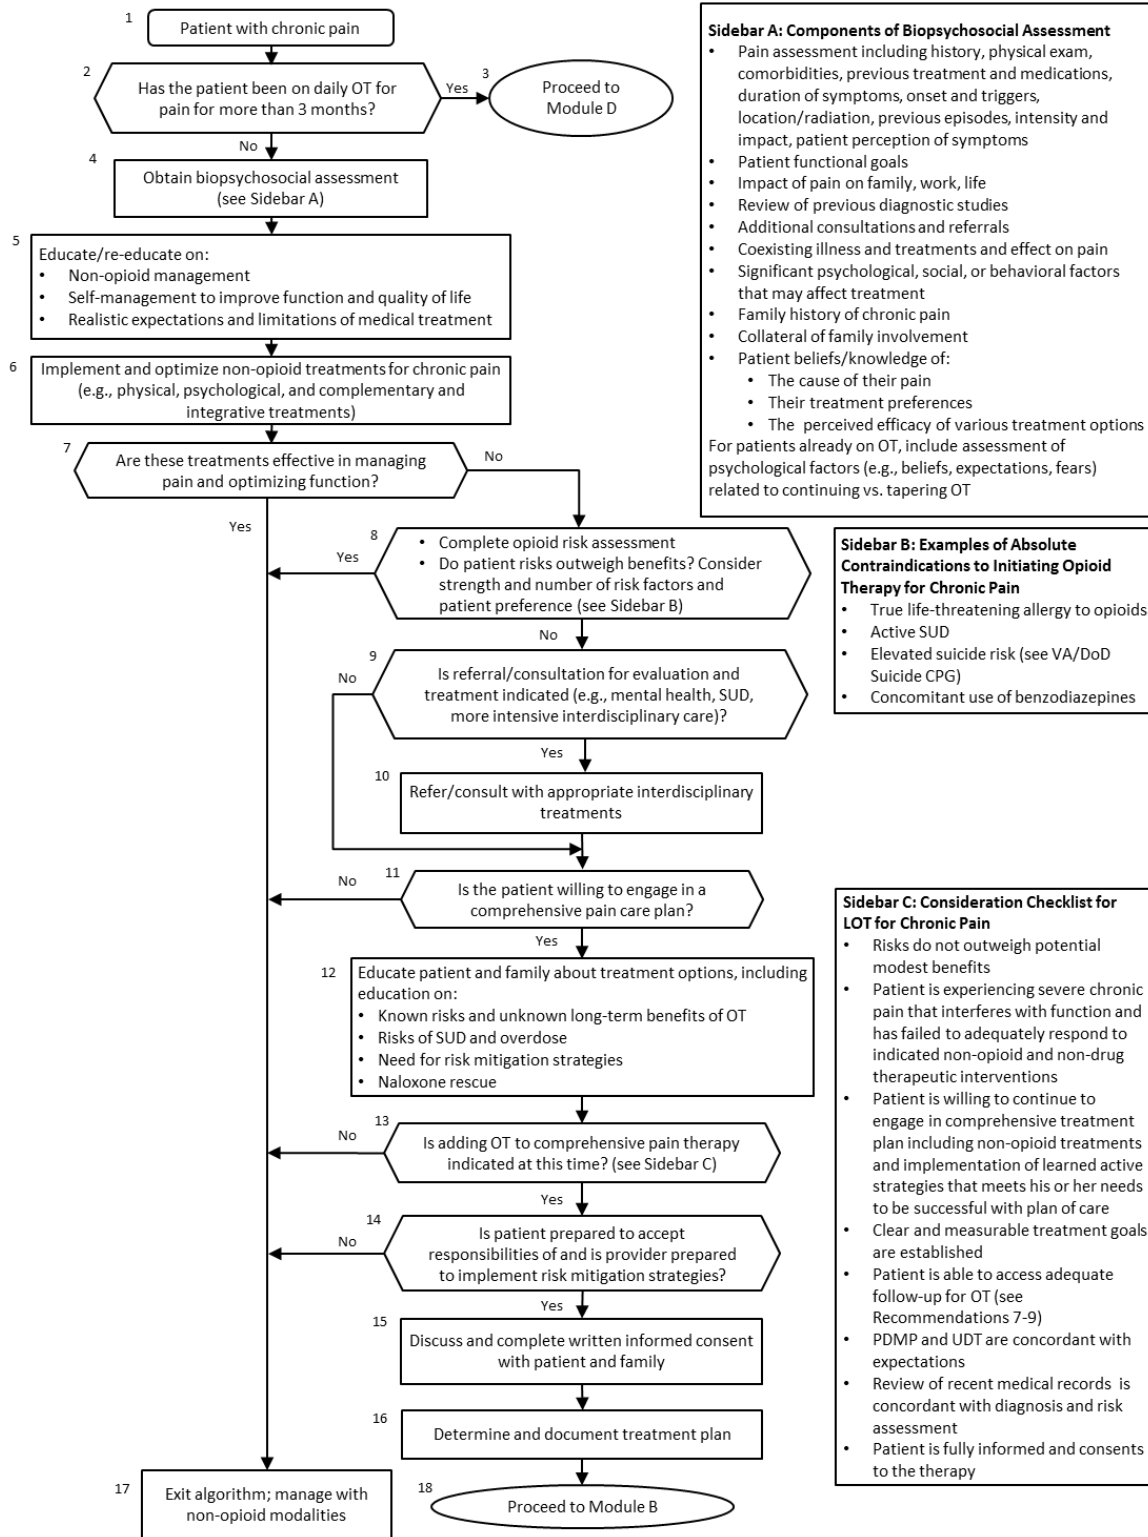 1
Patient with chronic pain
2
Has the patient been on daily OT for
pain for more than 3 months?
Yes
3
Proceed to
Module D
No
4
Obtain biopsychosocial assessment
(see Sidebar A)
5
Educate/re-educate on:
• Non-opioid management
• Self-management to improve function and quality of life
• Realistic expectations and limitations of medical treatment
6
Implement and optimize non-opioid treatments for chronic pain
(e.g., physical, psychological, and complementary and
integrative treatments)
7
Are these treatments effective in managing
pain and optimizing function?
No
Yes
8
• Complete opioid risk assessment
• Do patient risks outweigh benefits? Consider
strength and number of risk factors and
patient preference (see Sidebar B)
Yes
No
9
Is referral/consultation for evaluation and
treatment indicated (e.g., mental health, SUD,
more intensive interdisciplinary care)?
No
Yes
10
Refer/consult with appropriate interdisciplinary
treatments
11
Is the patient willing to engage in a
comprehensive pain care plan?
No
Yes
12
Educate patient and family about treatment options, including
education on:
• Known risks and unknown long-term benefits of OT
• Risks of SUD and overdose
• Need for risk mitigation strategies
• Naloxone rescue
13
Is adding OT to comprehensive pain therapy
indicated at this time? (see Sidebar C)
No
Yes
14
Is patient prepared to accept
responsibilities of and is provider prepared
to implement risk mitigation strategies?
No
Yes
15
Discuss and complete written informed consent
with patient and family
16
Determine and document treatment plan
17
Exit algorithm; manage with
non-opioid modalities
18
Proceed to Module B
Sidebar A: Components of Biopsychosocial Assessment
• Pain assessment including history, physical exam,
comorbidities, previous treatment and medications,
duration of symptoms, onset and triggers,
location/radiation, previous episodes, intensity and
impact, patient perception of symptoms
• Patient functional goals
• Impact of pain on family, work, life
• Review of previous diagnostic studies
• Additional consultations and referrals
• Coexisting illness and treatments and effect on pain
• Significant psychological, social, or behavioral factors
that may affect treatment
• Family history of chronic pain
• Collateral of family involvement
• Patient beliefs/knowledge of:
• The cause of their pain
• Their treatment preferences
• The perceived efficacy of various treatment options
For patients already on OT, include assessment of
psychological factors (e.g., beliefs, expectations, fears)
related to continuing vs. tapering OT
Sidebar B: Examples of Absolute
Contraindications to Initiating Opioid
Therapy for Chronic Pain
• True life-threatening allergy to opioids
• Active SUD
• Elevated suicide risk (see VA/DoD
Suicide CPG)
• Concomitant use of benzodiazepines
Sidebar C: Consideration Checklist for
LOT for Chronic Pain
• Risks do not outweigh potential
modest benefits
• Patient is experiencing severe chronic
pain that interferes with function and
has failed to adequately respond to
indicated non-opioid and non-drug
therapeutic interventions
• Patient is willing to continue to
engage in comprehensive treatment
plan including non-opioid treatments
and implementation of learned active
strategies that meets his or her needs
to be successful with plan of care
• Clear and measurable treatment goals
are established
• Patient is able to access adequate
follow-up for OT (see
Recommendations 7-9)
• PDMP and UDT are concordant with
expectations
• Review of recent medical records is
concordant with diagnosis and risk
assessment
• Patient is fully informed and consents
to the therapy